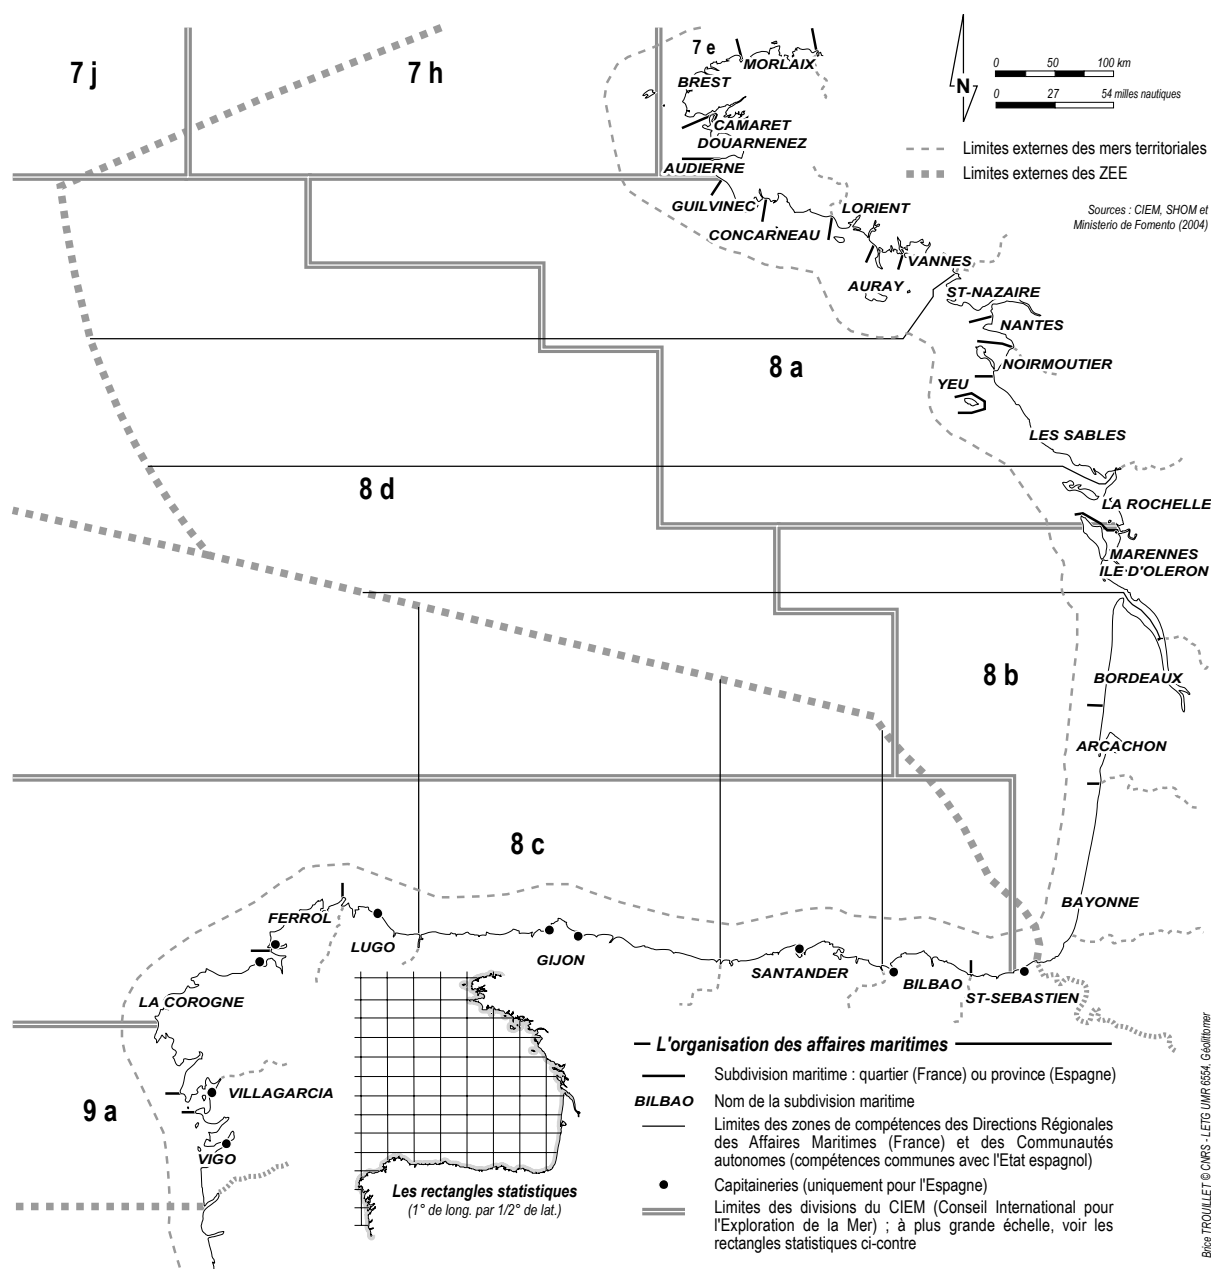 7 j
7 h
7 e
MORLAIX
BREST
CAMARET
DOUARNENEZ
AUDIERNE
GUILVINEC
LORIENT
CONCARNEAU
VANNES
AURAY
ST-NAZAIRE
NANTES
NOIRMOUTIER
YEU
LES SABLES
LA ROCHELLE
MARENNES
ILE D'OLERON
BORDEAUX
ARCACHON
BAYONNE
N
0 50 100 km
0 27 54 milles nautiques
Limites externes des mers territoriales
Limites externes des ZEE
Sources : CIEM, SHOM et
Ministerio de Fomento (2004)
8 a
8 d
8 b
8 c
9 a
FERROL
LUGO
GIJON
SANTANDER
BILBAO
ST-SEBASTIEN
LA COROGNE
VILLAGARCIA
VIGO
Les rectangles statistiques
(1° de long. par 1/2° de lat.)
L'organisation des affaires maritimes
Subdivision maritime : quartier (France) ou province (Espagne)
BILBAO Nom de la subdivision maritime
Limites des zones de compétences des Directions Régionales
des Affaires Maritimes (France) et des Communautés
autonomes (compétences communes avec l'Etat espagnol)
Capitaineries (uniquement pour l'Espagne)
Limites des divisions du CIEM (Conseil International pour
l'Exploration de la Mer) ; à plus grande échelle, voir les
rectangles statistiques ci-contre
Brice TROUILLET © CNRS - LETG UMR 6554, Géolittomer